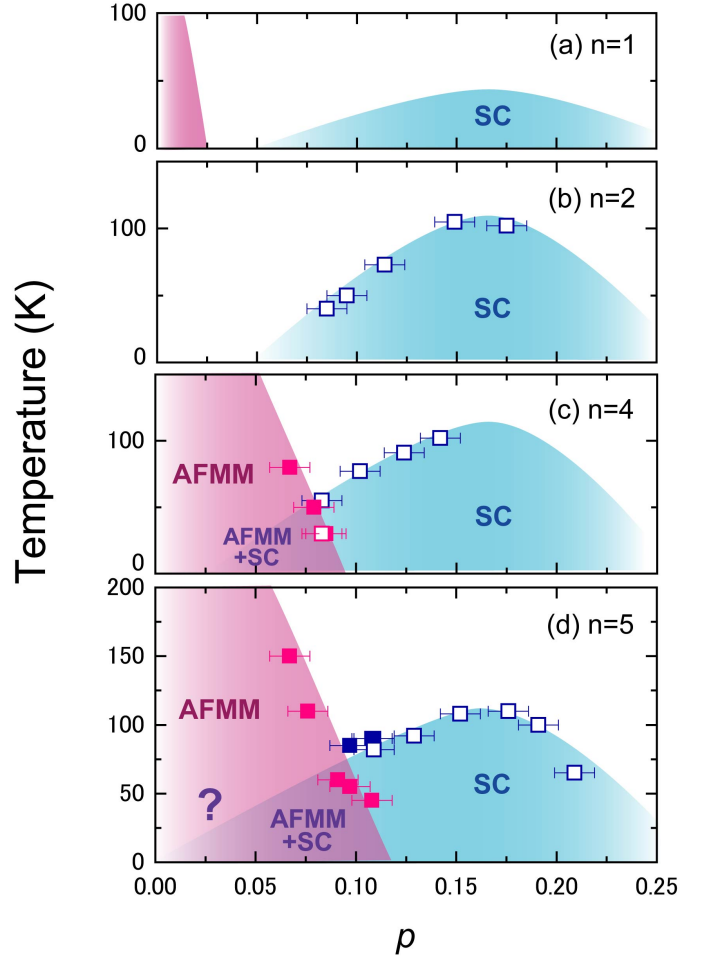 Temperature (K)
100
0
(a) n=1
SC
100
0
(b) n=2
SC
100
0
(c) n=4
AFMM
AFMM
+SC
SC
200
150
100
50
0
(d) n=5
AFMM
?
AFMM
+SC
SC
0.00 0.05 0.10 0.15 0.20 0.25
p